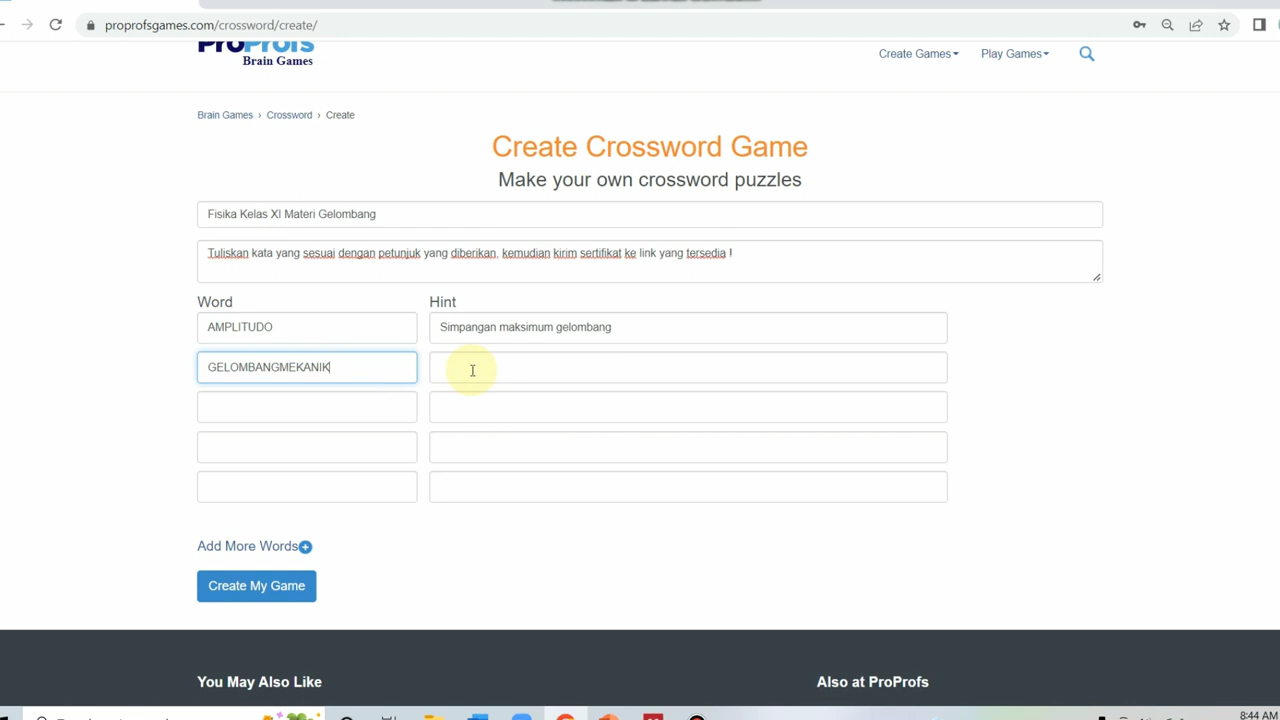 proprofsgames.com/crossword/create/
ProProfs
Brain Games
Create Games
Play Games
Brain Games › Crossword › Create
Create Crossword Game
Make your own crossword puzzles
Fisika Kelas XI Materi Gelombang
Tuliskan kata yang sesuai dengan petunjuk yang diberikan, kemudian kirim sertifikat ke link yang tersedia !
Word Hint
AMPLITUDO Simpangan maksimum gelombang
GELOMBANGMEKANIK
Add More Words
Create My Game
You May Also Like Also at ProProfs
8:44 AM